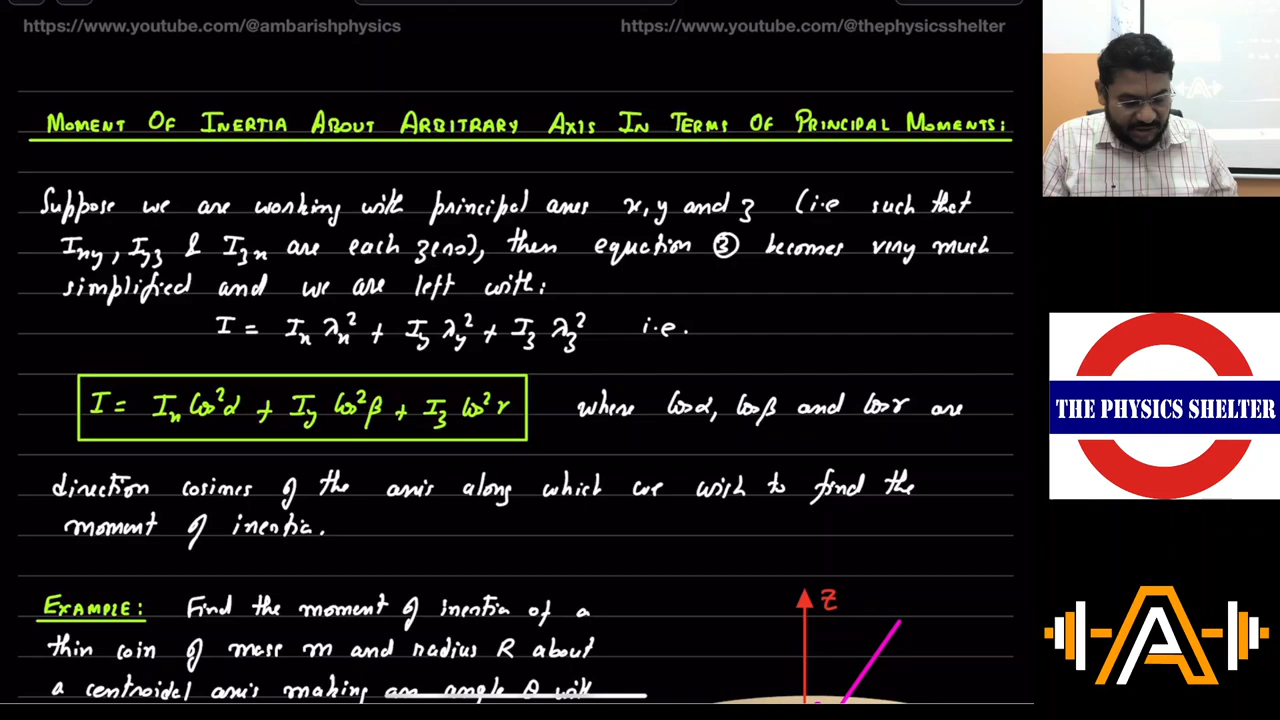 https://www.youtube.com/@ambarishphysics
https://www.youtube.com/@thephysicsshelter
MOMENT OF INERTIA ABOUT ARBITRARY AXIS IN TERMS OF PRINCIPAL MOMENTS:
Suppose we are working with principal axes x, y and z (i.e such that
Ixy, Iyz & Izx are each zero), then equation ③ becomes very much
simplified and we are left with:
I = Ix λx² + Iy λy² + Iz λz² i.e.
I = Ix Cos²α + Iy Cos²β + Iz Cos²γ where Cosα, Cosβ and Cosγ are
direction cosines of the axis along which we wish to find the
moment of inertia.
EXAMPLE: Find the moment of inertia of a
thin coin of mass m and radius R about
a centroidal axis making an angle θ with
Z
THE PHYSICS SHELTER